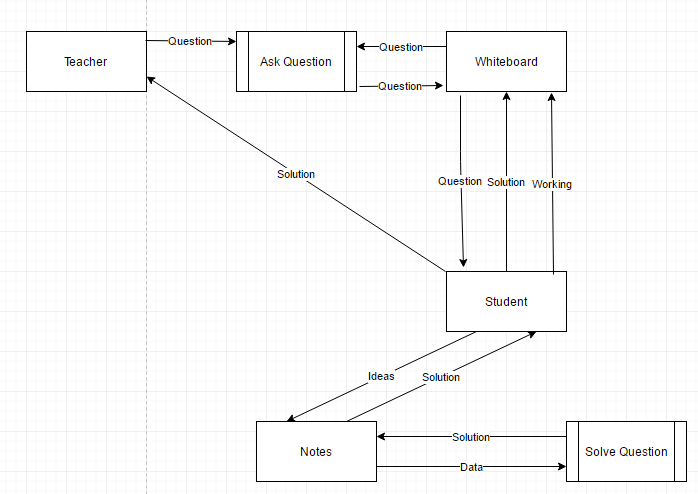 Teacher
Question
Ask Question
Question
Question
Whiteboard
Solution
Question
Solution
Working
Student
Ideas
Solution
Notes
Solution
Data
Solve Question